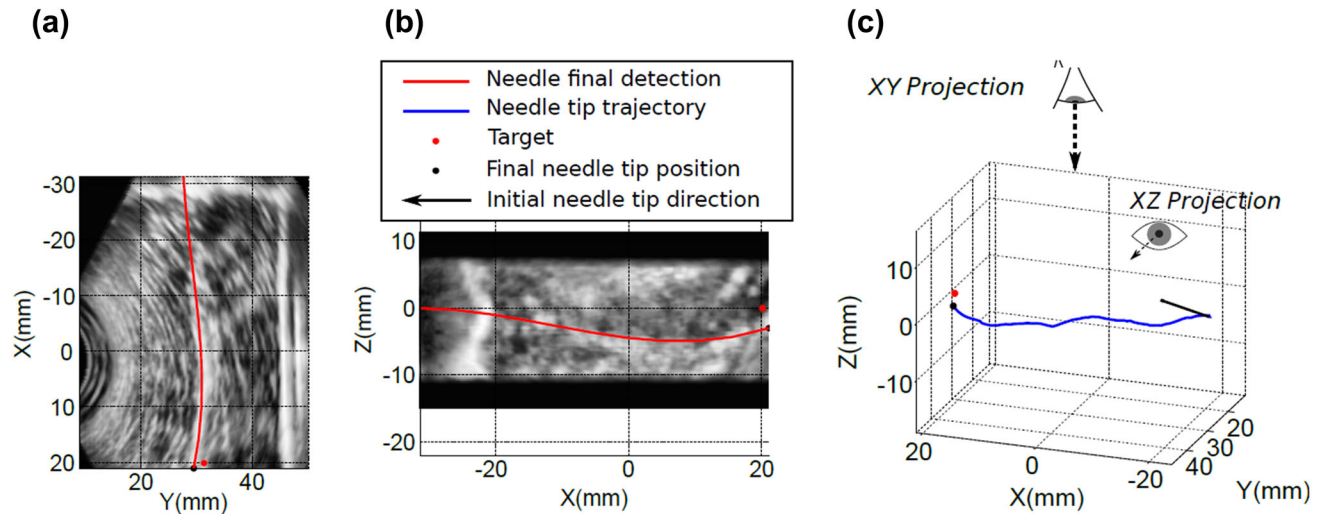 (a)
(b)
(c)
Needle final detection
Needle tip trajectory
Target
Final needle tip position
Initial needle tip direction
XY Projection
XZ Projection
-30
-20
-10
0
10
20
X(mm)
20
40
Y(mm)
10
0
-10
-20
Z(mm)
-20
0
20
X(mm)
10
0
-10
Z(mm)
20
0
-20
X(mm)
20
30
40
Y(mm)